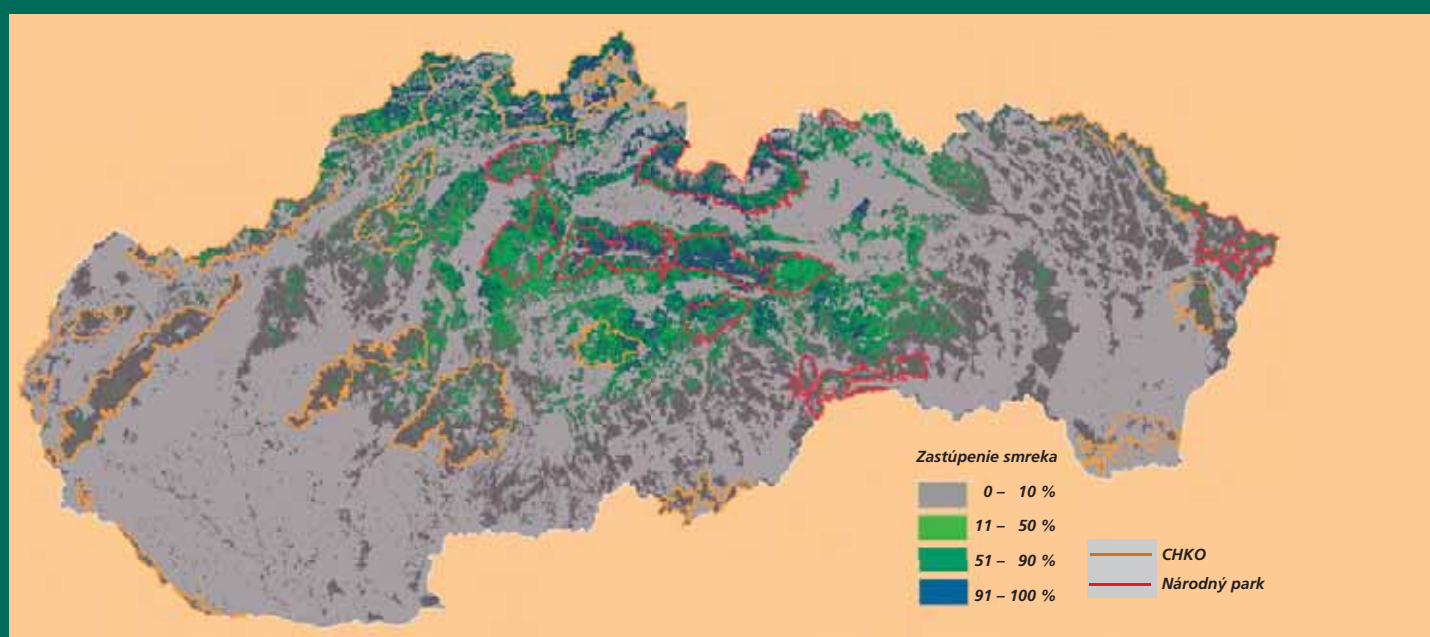 Zastúpenie smreka
0 – 10 %
11 – 50 %
51 – 90 %
91 – 100 %
CHKO
Národný park